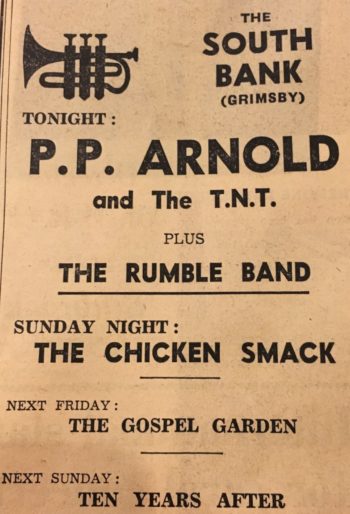 THE
SOUTH
BANK
(GRIMSBY)
TONIGHT:
P.P. ARNOLD
and The T.N.T.
PLUS
THE RUMBLE BAND
SUNDAY NIGHT:
THE CHICKEN SMACK
NEXT FRIDAY:
THE GOSPEL GARDEN
NEXT SUNDAY:
TEN YEARS AFTER